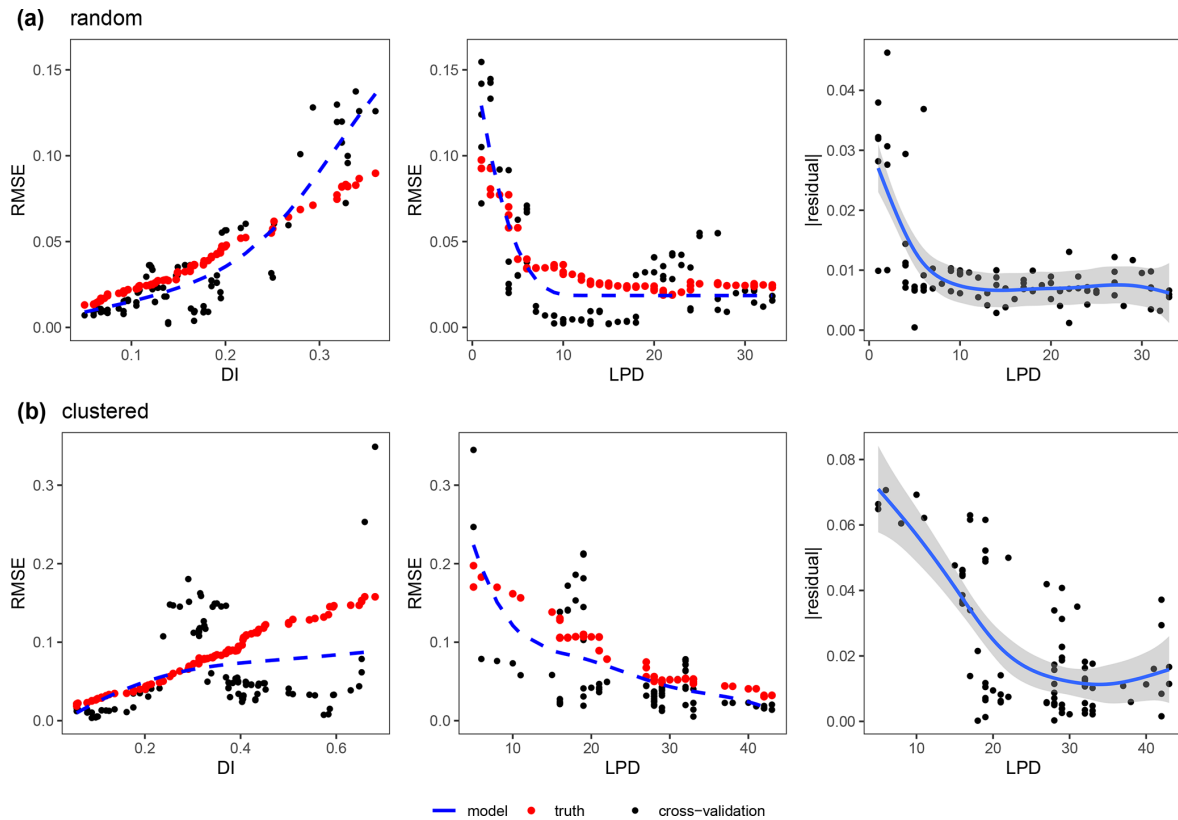 (a) random
RMSE
0.15
0.10
0.05
0.00
0.1 0.2 0.3
DI
RMSE
0.15
0.10
0.05
0.00
0 10 20 30
LPD
|residual|
0.04
0.03
0.02
0.01
0.00
0 10 20 30
LPD
(b) clustered
RMSE
0.3
0.2
0.1
0.0
0.2 0.4 0.6
DI
RMSE
0.3
0.2
0.1
0.0
10 20 30 40
LPD
|residual|
0.08
0.06
0.04
0.02
0.00
10 20 30 40
LPD
model truth cross−validation